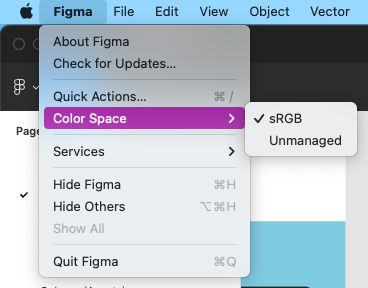 Figma File Edit View Object Vector
About Figma
Check for Updates...
Quick Actions... ⌘ /
Color Space
sRGB
Unmanaged
Page
Services
Hide Figma ⌘H
Hide Others ⌥⌘H
Show All
Quit Figma ⌘Q